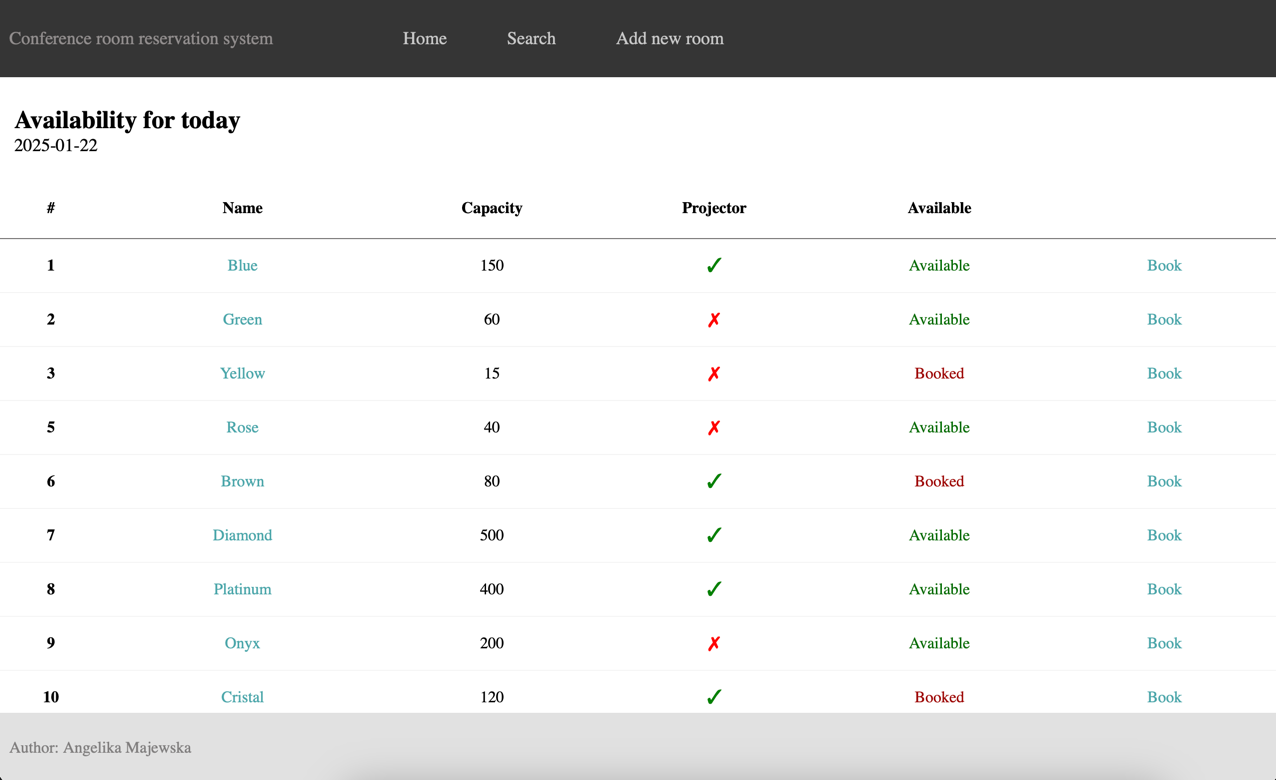 Conference room reservation system Home Search Add new room
Availability for today
2025-01-22
# Name Capacity Projector Available
1 Blue 150 ✓ Available Book
2 Green 60 ✗ Available Book
3 Yellow 15 ✗ Booked Book
5 Rose 40 ✗ Available Book
6 Brown 80 ✓ Booked Book
7 Diamond 500 ✓ Available Book
8 Platinum 400 ✓ Available Book
9 Onyx 200 ✗ Available Book
10 Cristal 120 ✓ Booked Book
Author: Angelika Majewska